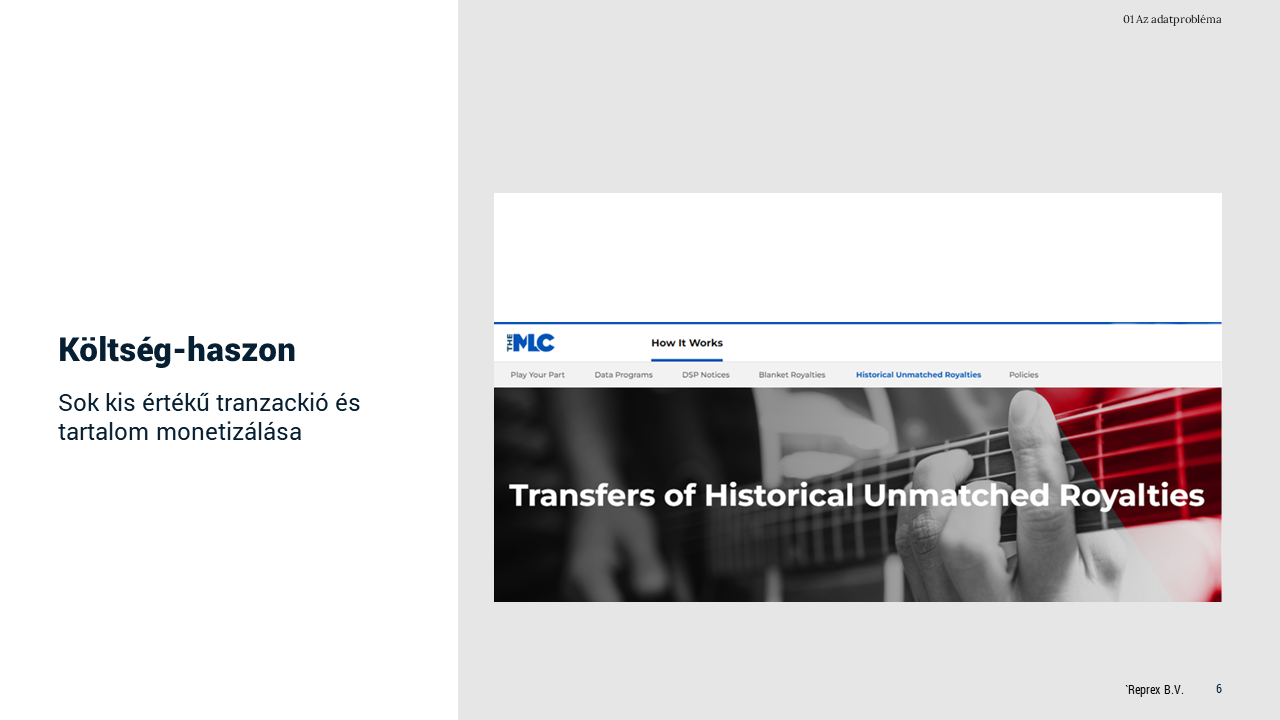 01 Az adatprobléma
Költség-haszon
Sok kis értékű tranzackió és
tartalom monetizálása
THE MLC
How It Works
Play Your Part
Data Programs
DSP Notices
Blanket Royalties
Historical Unmatched Royalties
Policies
Transfers of Historical Unmatched Royalties
`Reprex B.V.
6